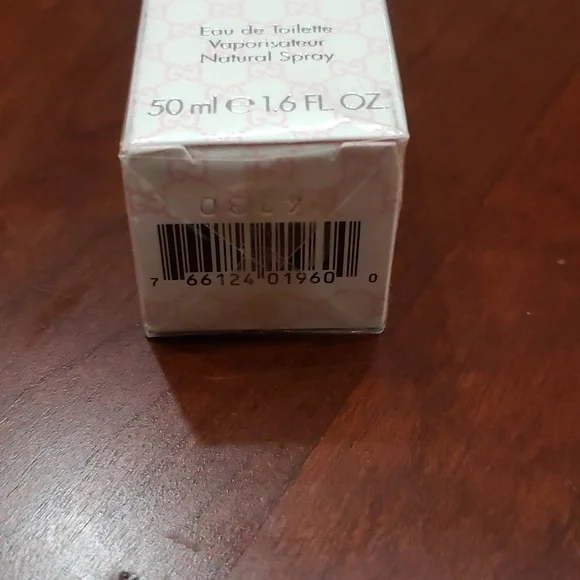 Eau de Toilette
Vaporisateur
Natural Spray
50 ml ℮ 1.6 FL. OZ.
7 66124 01960 0